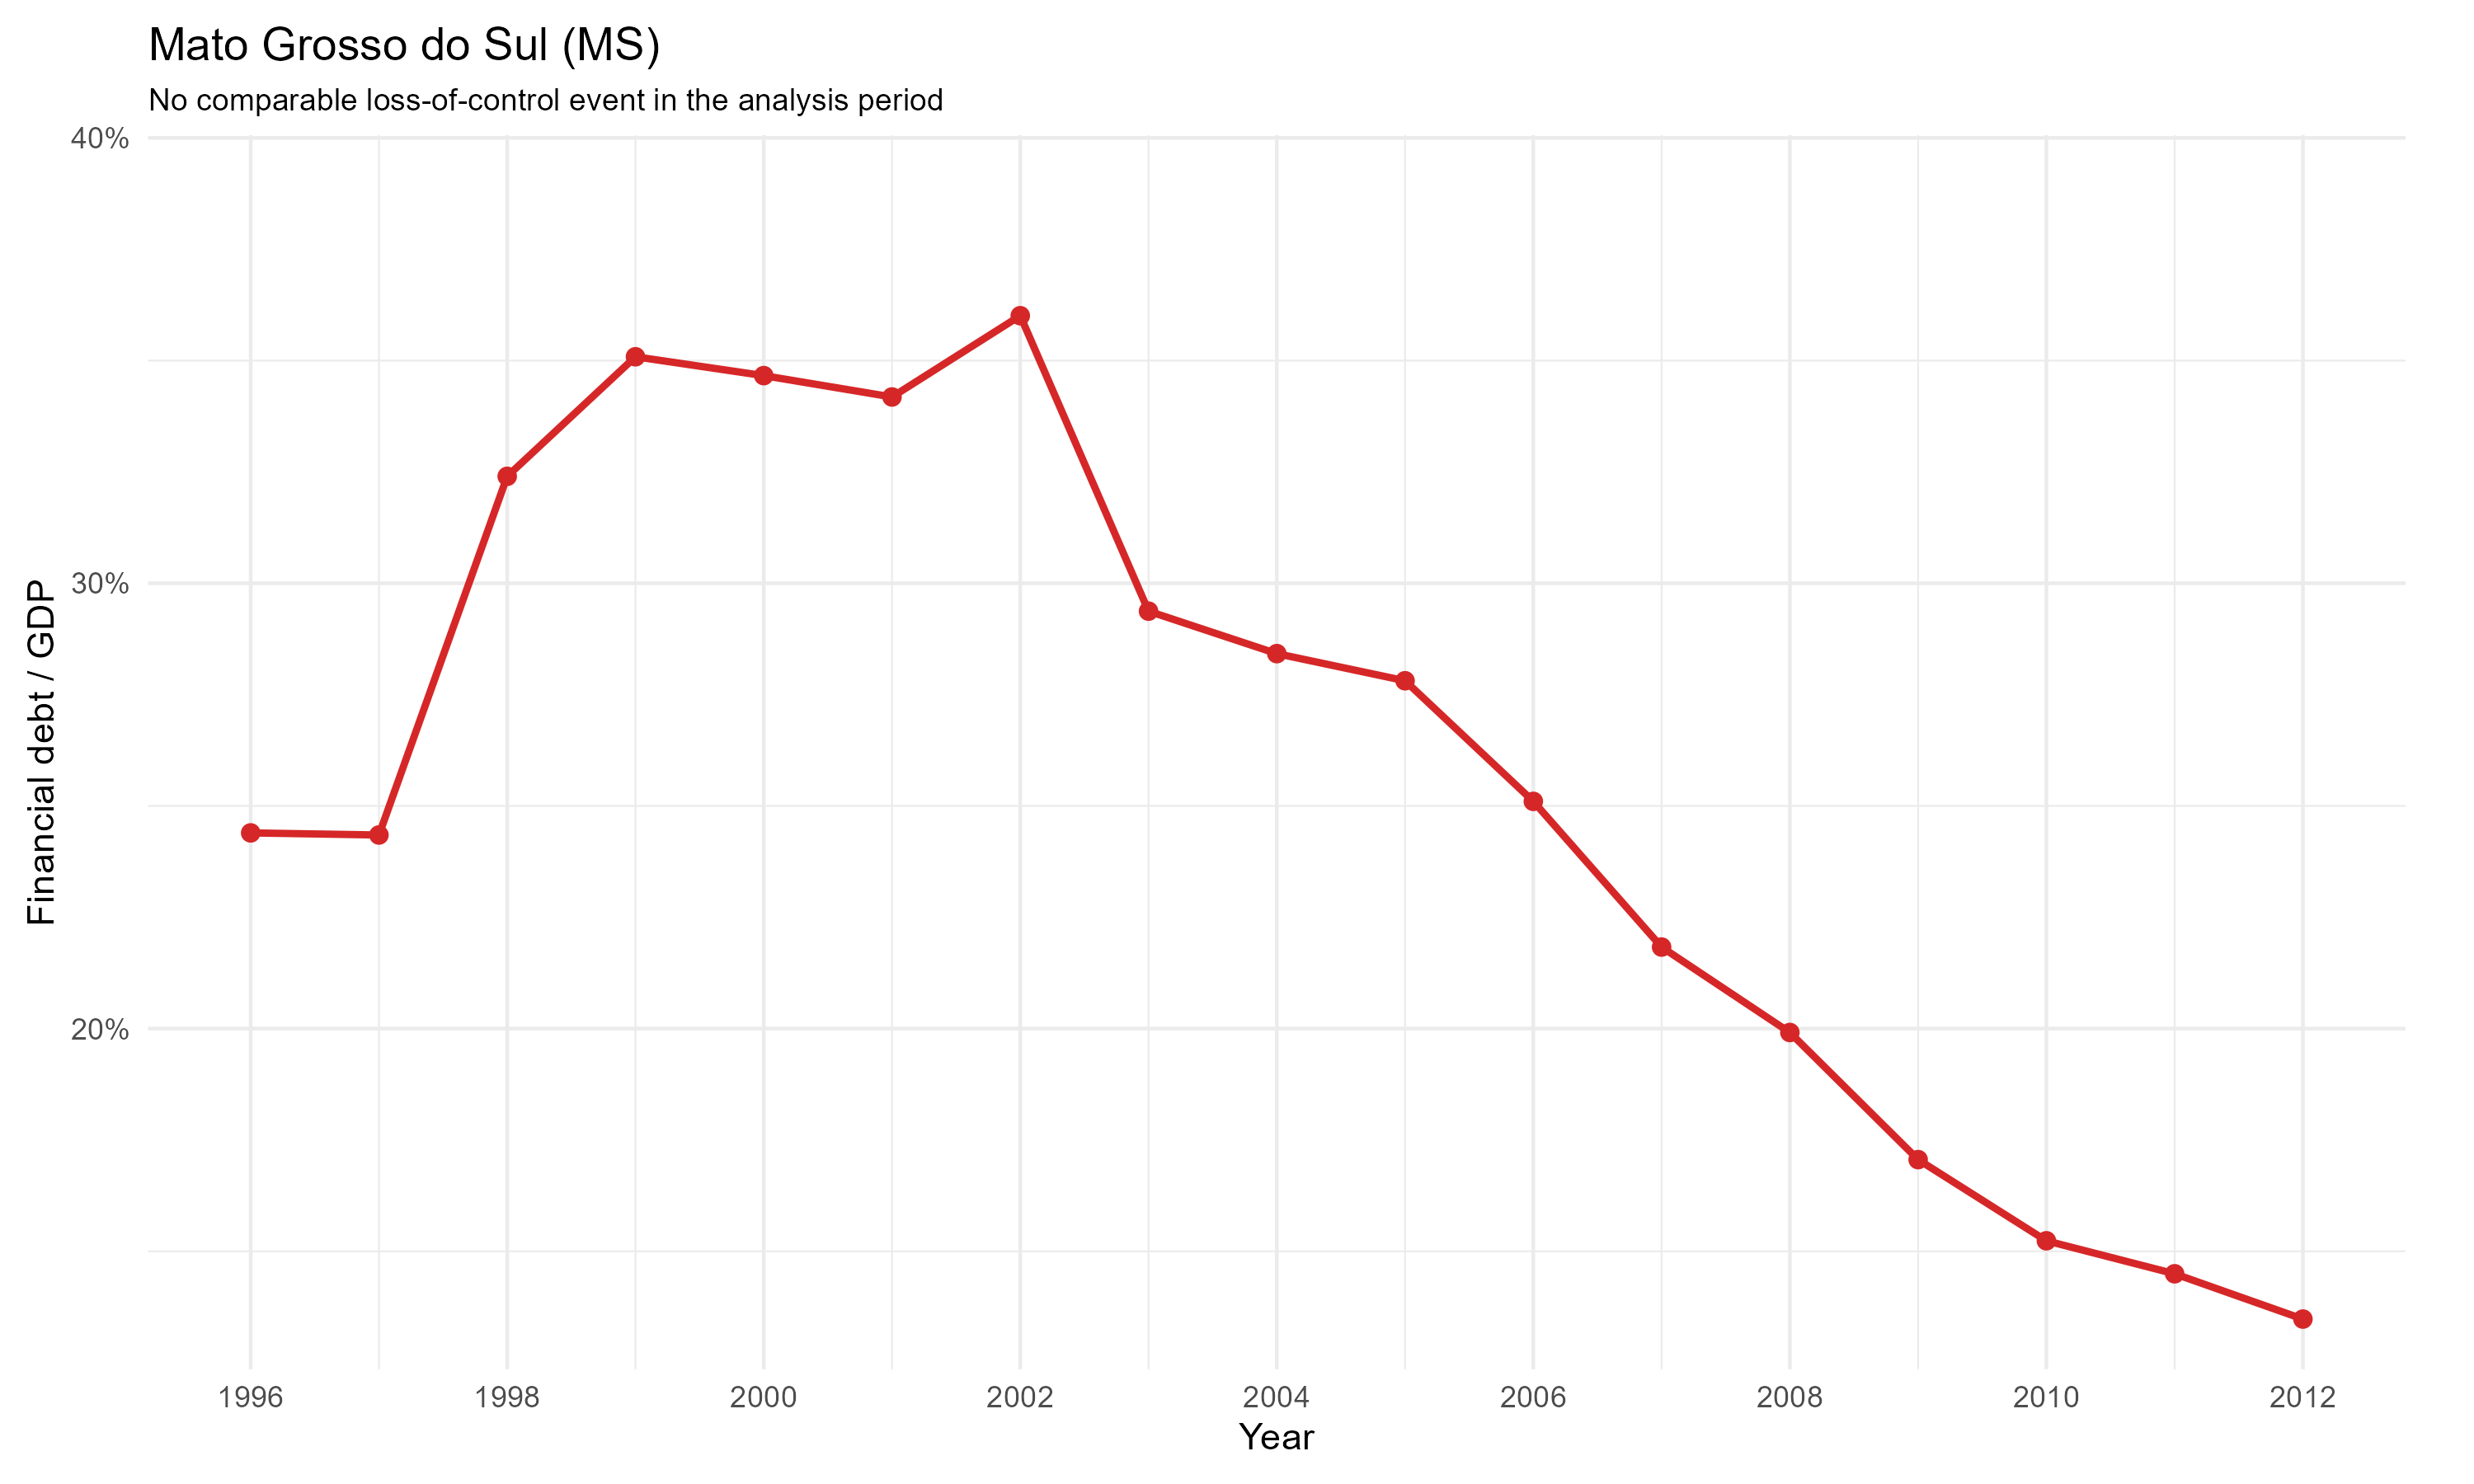 Mato Grosso do Sul (MS)
No comparable loss-of-control event in the analysis period
40%
30%
20%
Financial debt / GDP
1996 1998 2000 2002 2004 2006 2008 2010 2012
Year